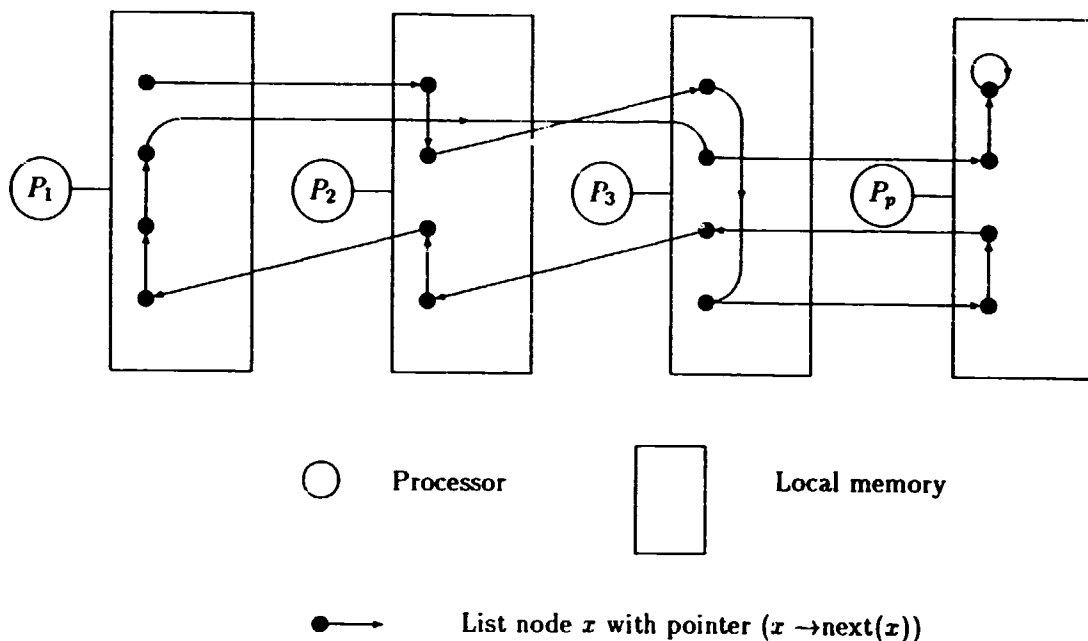 P₁
P₂
P₃
Pₚ
Processor
Local memory
List node x with pointer (x →next(x))